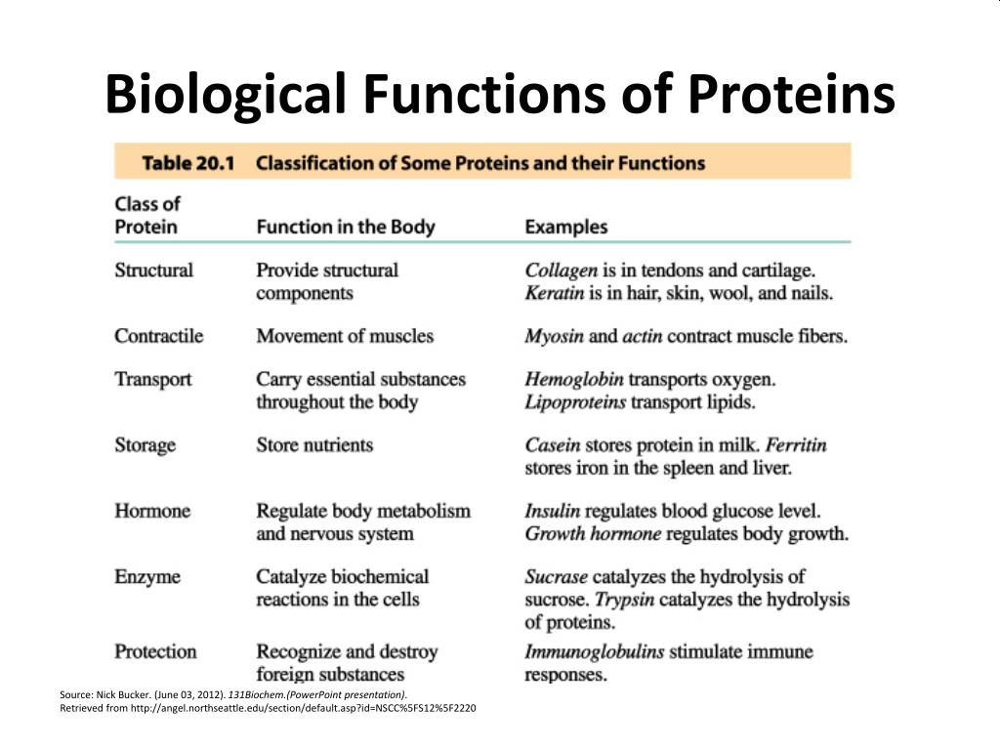 Biological Functions of Proteins
Table 20.1 Classification of Some Proteins and their Functions
Class of
Protein Function in the Body Examples
Structural Provide structural Collagen is in tendons and cartilage.
components Keratin is in hair, skin, wool, and nails.
Contractile Movement of muscles Myosin and actin contract muscle fibers.
Transport Carry essential substances Hemoglobin transports oxygen.
throughout the body Lipoproteins transport lipids.
Storage Store nutrients Casein stores protein in milk. Ferritin
stores iron in the spleen and liver.
Hormone Regulate body metabolism Insulin regulates blood glucose level.
and nervous system Growth hormone regulates body growth.
Enzyme Catalyze biochemical Sucrase catalyzes the hydrolysis of
reactions in the cells sucrose. Trypsin catalyzes the hydrolysis
of proteins.
Protection Recognize and destroy Immunoglobulins stimulate immune
foreign substances responses.
Source: Nick Bucker. (June 03, 2012). 131Biochem.(PowerPoint presentation).
Retrieved from http://angel.northseattle.edu/section/default.asp?id=NSCC%5FS12%5F2220